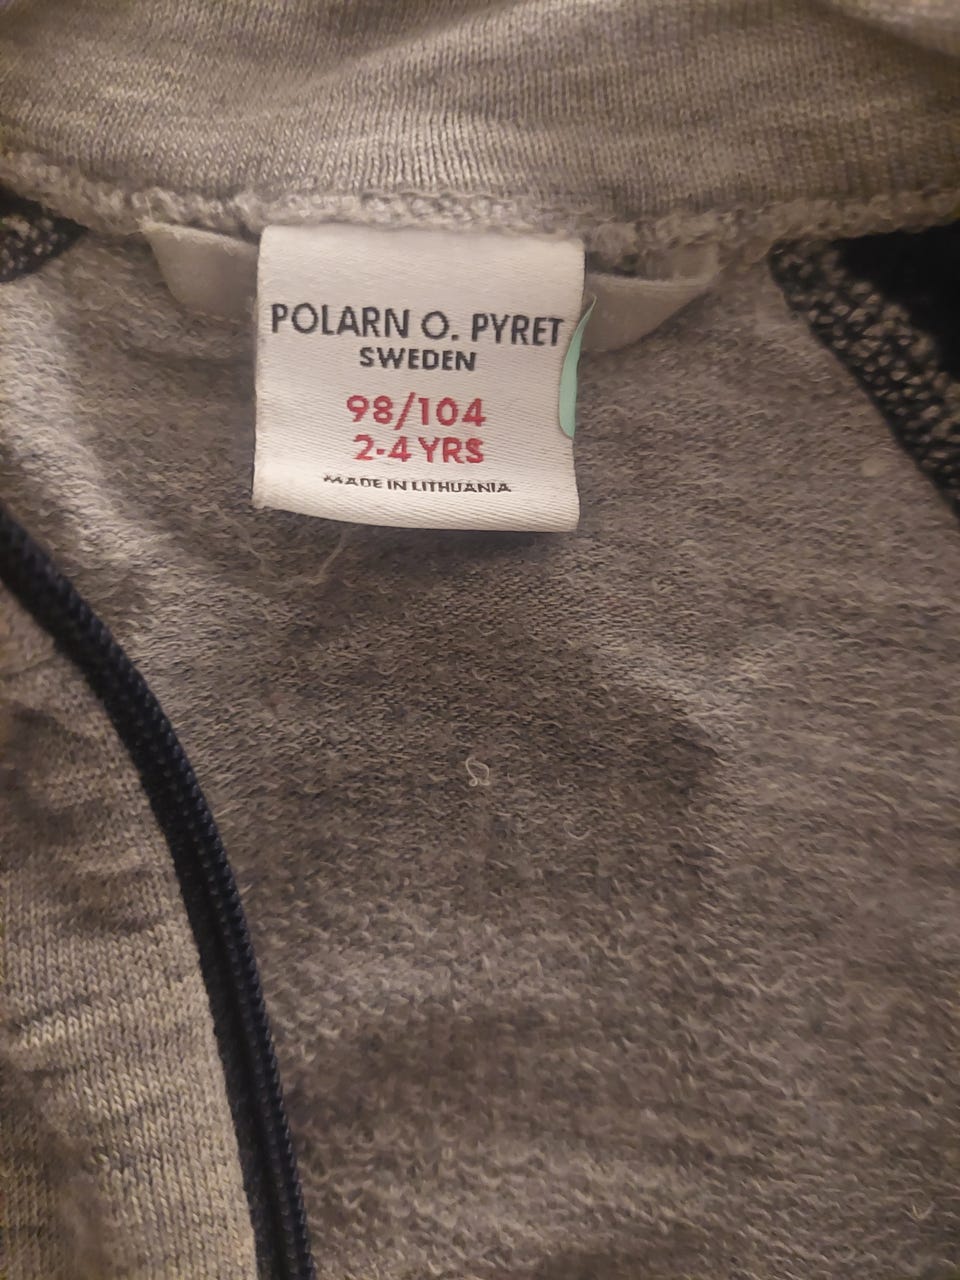 POLARN O. PYRET
SWEDEN
98/104
2-4 YRS
MADE IN LITHUANIA